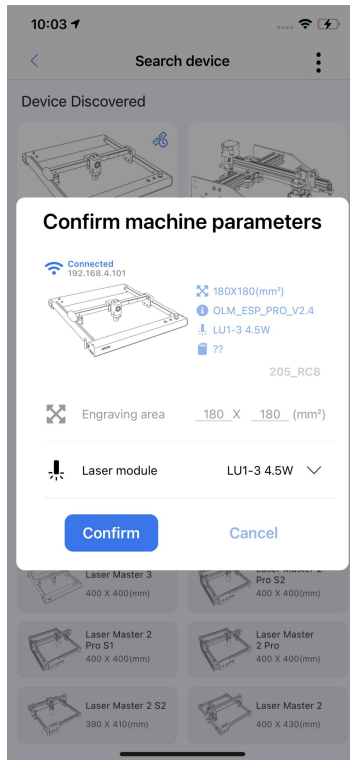 10:03
Search device
Device Discovered
Confirm machine parameters
Connected
192.168.4.101
180X180(mm²)
OLM_ESP_PRO_V2.4
LU1-3 4.5W
??
205_RC8
Engraving area 180 X 180 (mm²)
Laser module LU1-3 4.5W
Confirm Cancel
Laser Master 3
400 X 400(mm)
Laser Master 2
Pro S2
400 X 400(mm)
Laser Master 2
Pro S1
400 X 400(mm)
Laser Master
2 Pro
400 X 400(mm)
Laser Master 2 S2
390 X 410(mm)
Laser Master 2
400 X 430(mm)